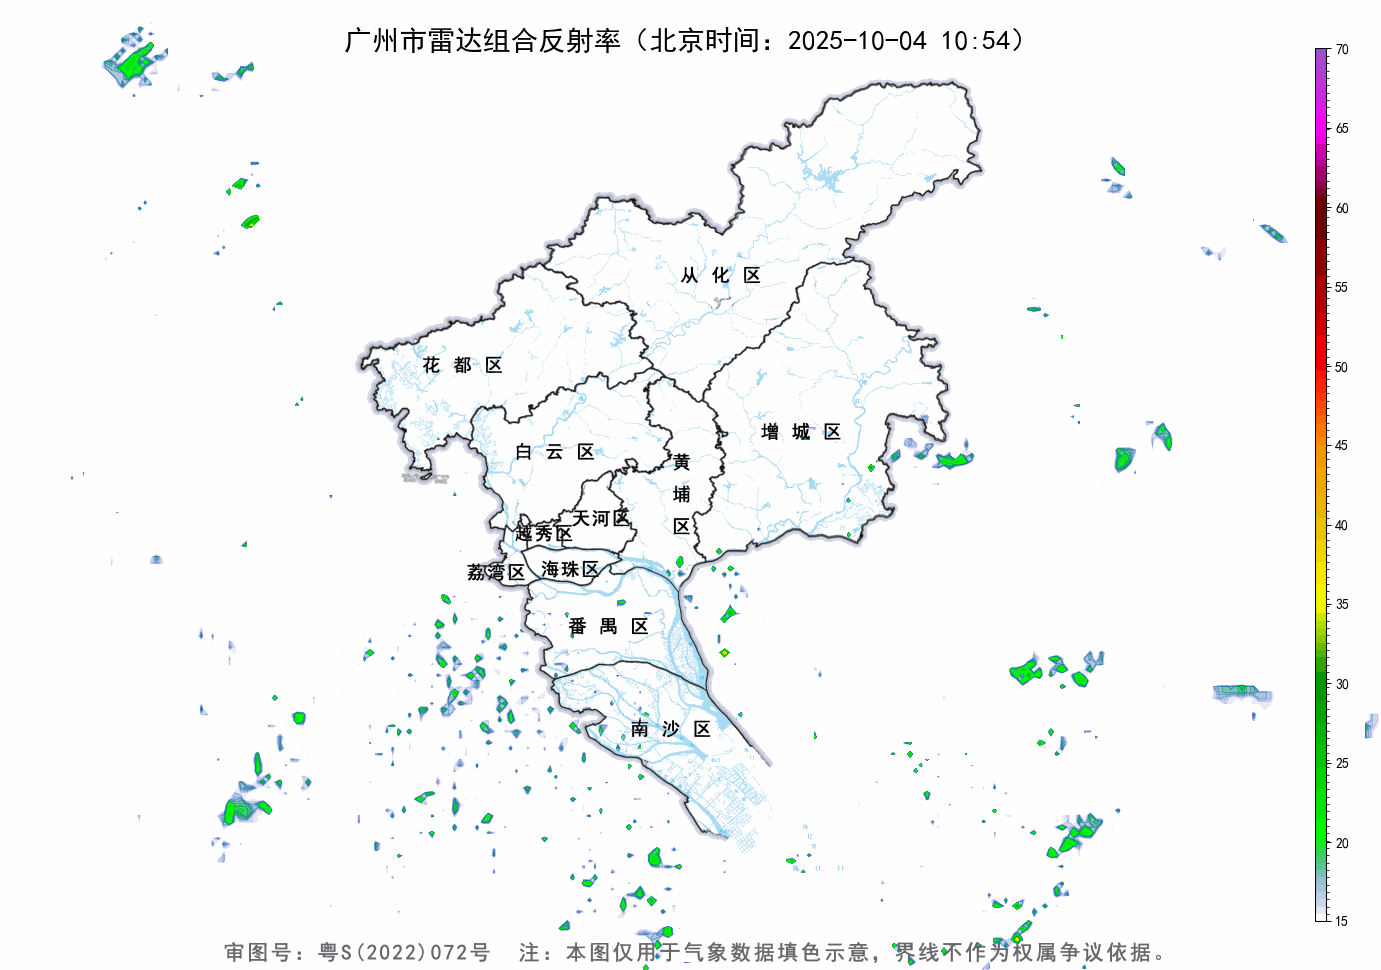 广州市雷达组合反射率（北京时间：2025-10-04 10:54）
70
65
60
55
50
45
40
35
30
25
20
15
从化区
花都区
增城区
白云区
黄埔区
天河区
越秀区
荔湾区
海珠区
番禺区
南沙区
审图号：粤S(2022)072号 注：本图仅用于气象数据填色示意，界线不作为权属争议依据。